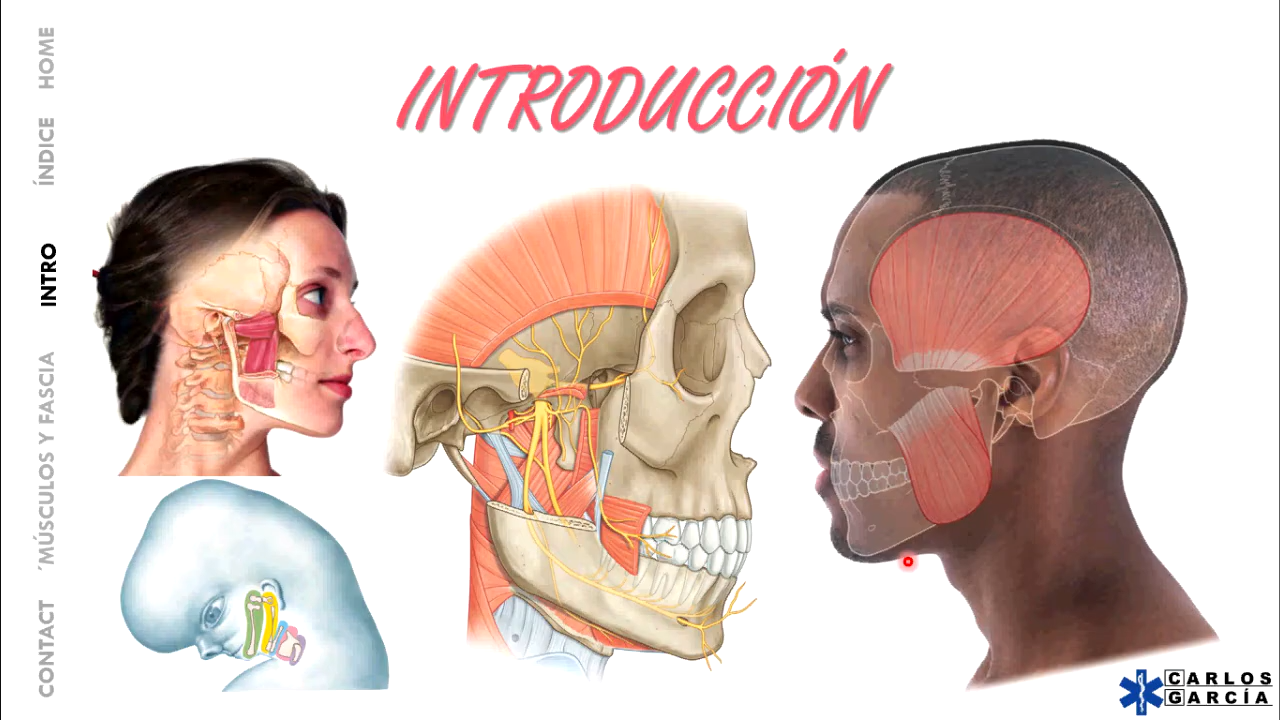 INTRODUCCIÓN
HOME
ÍNDICE
INTRO
´MÚSCULOS Y FASCIA
CONTACT
CARLOS
GARCÍA